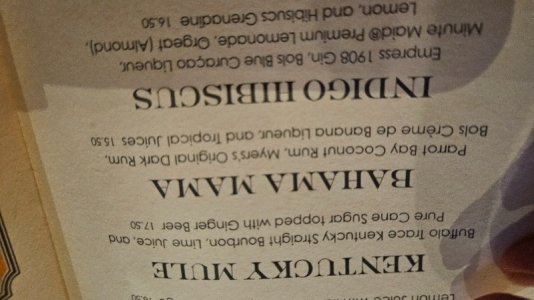 Lemon Juice
KENTUCKY MULE
Buffalo Trace Kentucky Straight Bourbon, Lime Juice, and
Pure Cane Sugar topped with Ginger Beer 17.50
BAHAMA MAMA
Parrot Bay Coconut Rum, Myers's Original Dark Rum,
Bols Crème de Banana Liqueur, and Tropical Juices 15.50
INDIGO HIBISCUS
Empress 1908 Gin, Bols Blue Curaçao Liqueur,
Minute Maid® Premium Lemonade, Orgeat (Almond),
Lemon, and Hibisucs Grenadine 16.50